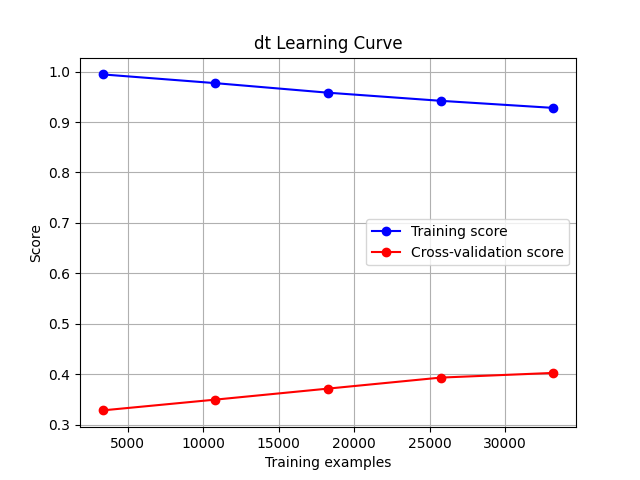 dt Learning Curve
1.0
0.9
0.8
0.7
0.6
0.5
0.4
0.3
Score
Training score
Cross-validation score
5000 10000 15000 20000 25000 30000
Training examples